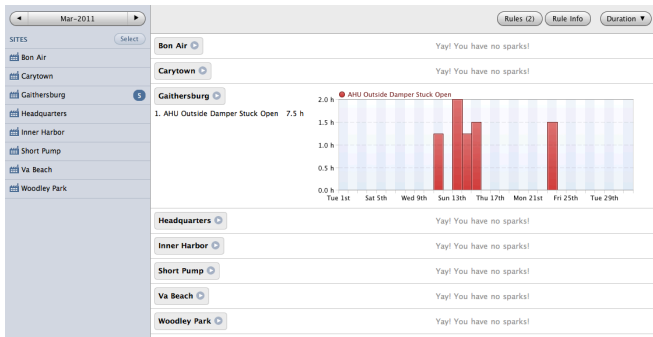 Mar-2011
Rules (2) Rule Info Duration ▼
SITES Select
Bon Air
Carytown
Gaithersburg 5
Headquarters
Inner Harbor
Short Pump
Va Beach
Woodley Park
Bon Air Yay! You have no sparks!
Carytown Yay! You have no sparks!
Gaithersburg
1. AHU Outside Damper Stuck Open 7.5 h
AHU Outside Damper Stuck Open
2.0 h
1.5 h
1.0 h
0.5 h
0.0 h
Tue 1st Sat 5th Wed 9th Sun 13th Thu 17th Mon 21st Fri 25th Tue 29th
Headquarters Yay! You have no sparks!
Inner Harbor Yay! You have no sparks!
Short Pump Yay! You have no sparks!
Va Beach Yay! You have no sparks!
Woodley Park Yay! You have no sparks!